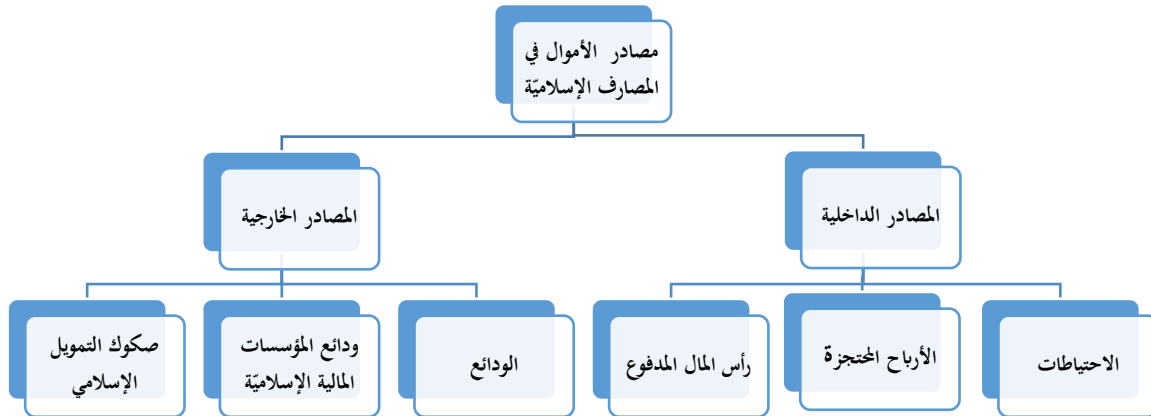 مصادر الأموال في
المصارف الإسلاميّة
المصادر الداخلية
المصادر الخارجية
الاحتياطات
الأرباح المحتجزة
رأس المال المدفوع
الودائع
ودائع المؤسسات
المالية الإسلاميّة
صكوك التمويل
الإسلامي